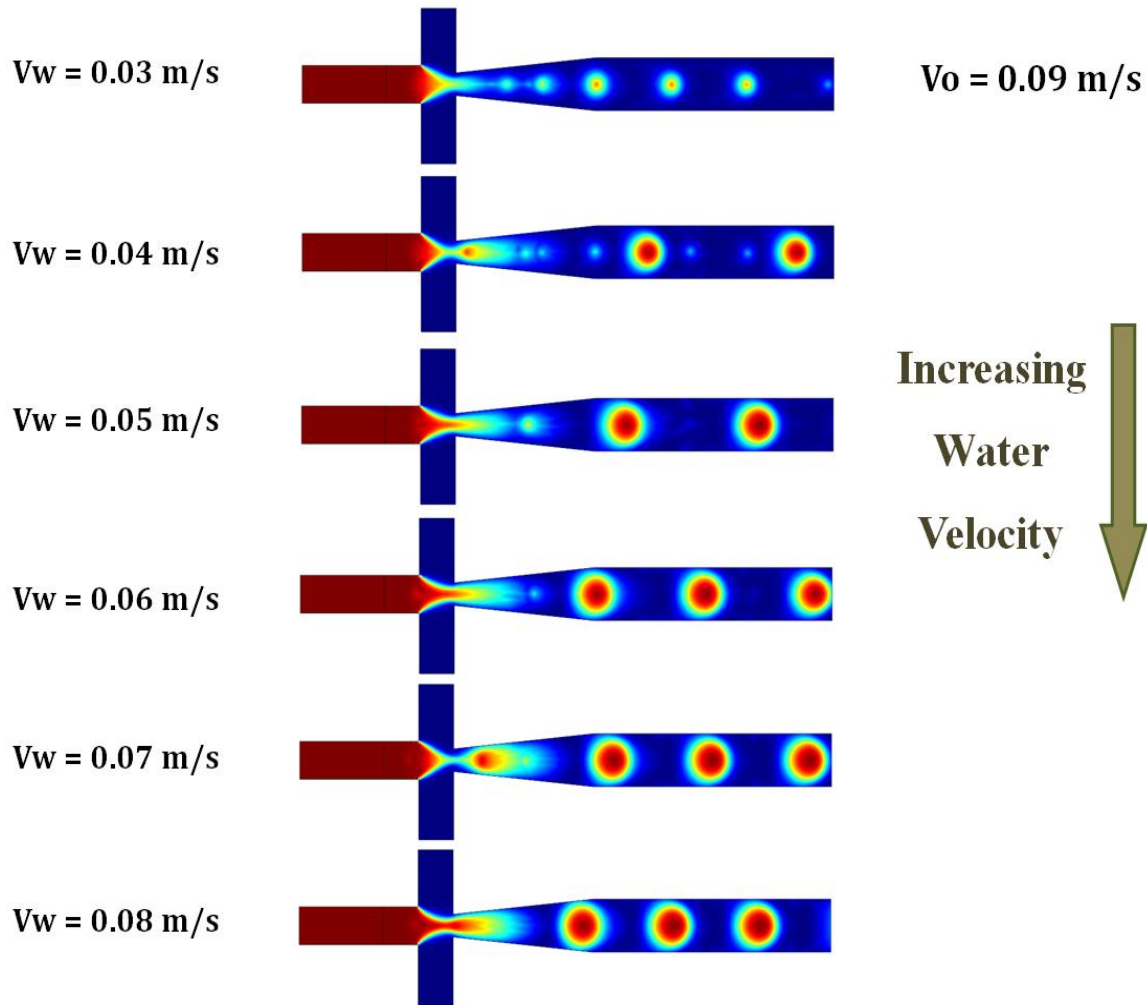 Vw = 0.03 m/s
Vo = 0.09 m/s
Vw = 0.04 m/s
Vw = 0.05 m/s
Increasing
Water
Velocity
Vw = 0.06 m/s
Vw = 0.07 m/s
Vw = 0.08 m/s